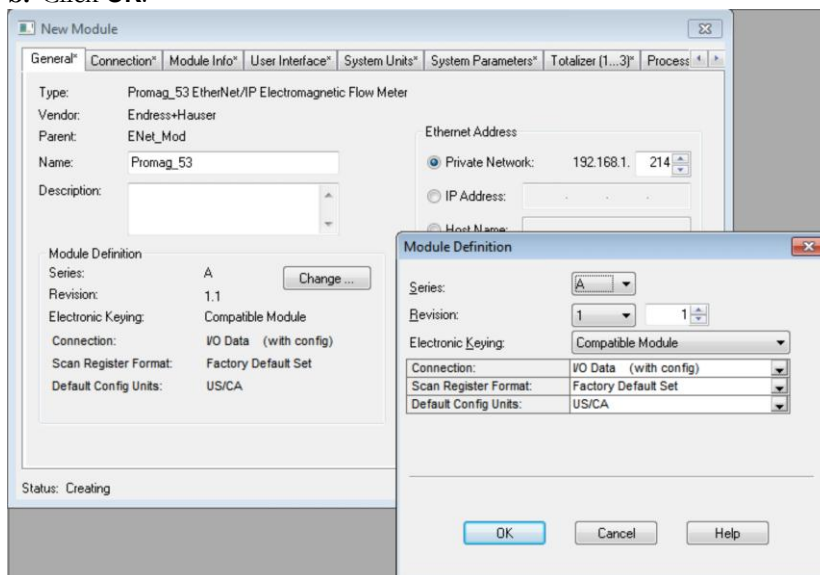 b. Click OK.
New Module
General* Connection* Module Info* User Interface* System Units* System Parameters* Totalizer (1...3)* Process
Type: Promag_53 EtherNet/IP Electromagnetic Flow Meter
Vendor: Endress+Hauser
Parent: ENet_Mod
Name: Promag_53
Description:
Ethernet Address
Private Network: 192.168.1. 214
IP Address: . . .
Host Name:
Module Definition
Series: A Change ...
Revision: 1.1
Electronic Keying: Compatible Module
Connection: I/O Data (with config)
Scan Register Format: Factory Default Set
Default Config Units: US/CA
Status: Creating
Module Definition
Series: A
Revision: 1 1
Electronic Keying: Compatible Module
Connection: I/O Data (with config)
Scan Register Format: Factory Default Set
Default Config Units: US/CA
OK Cancel Help